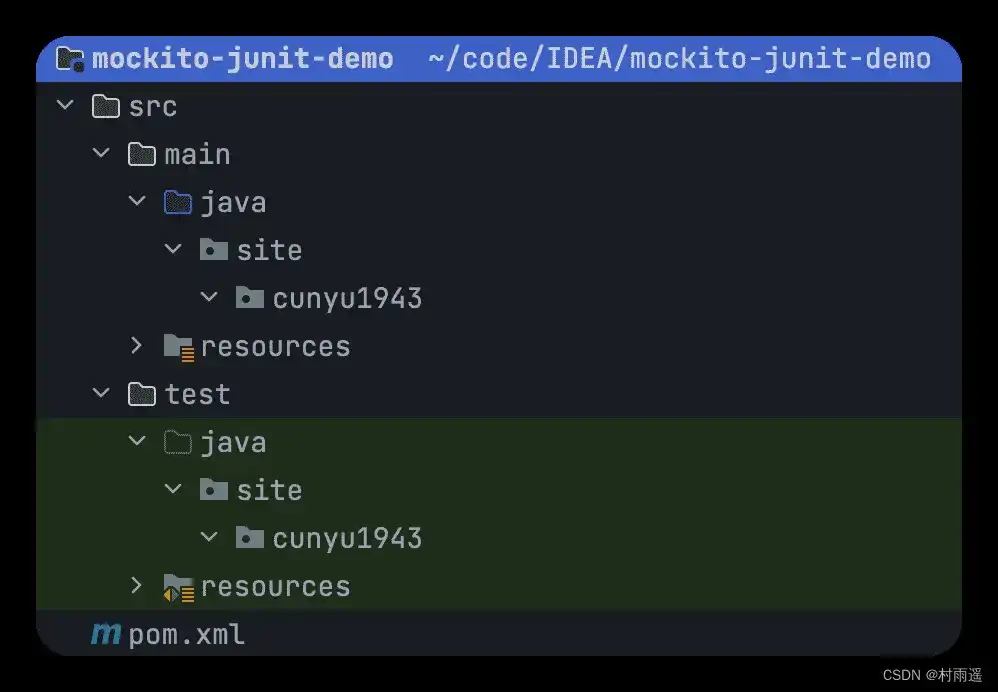 mockito-junit-demo ~/code/IDEA/mockito-junit-demo
src
main
java
site
cunyu1943
resources
test
java
site
cunyu1943
resources
m pom.xml
CSDN @村雨遥